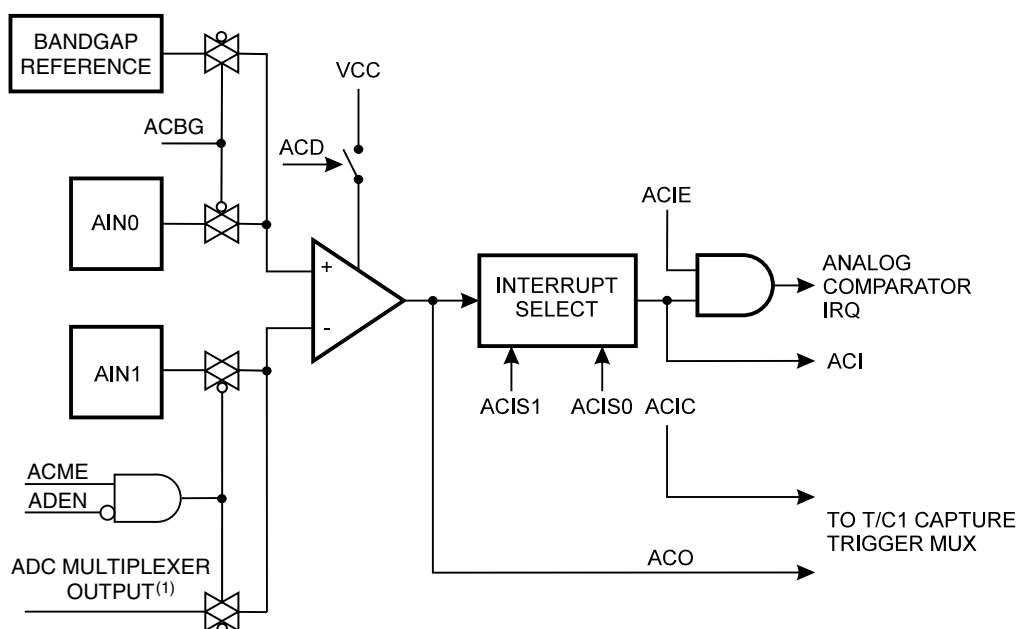 BANDGAP
REFERENCE
VCC
ACBG
ACD
AIN0
ACIE
+
INTERRUPT
SELECT
ANALOG
COMPARATOR
IRQ
-
AIN1
ACI
ACIS1
ACIS0
ACIC
ACME
ADEN
TO T/C1 CAPTURE
TRIGGER MUX
ADC MULTIPLEXER
OUTPUT(1)
ACO